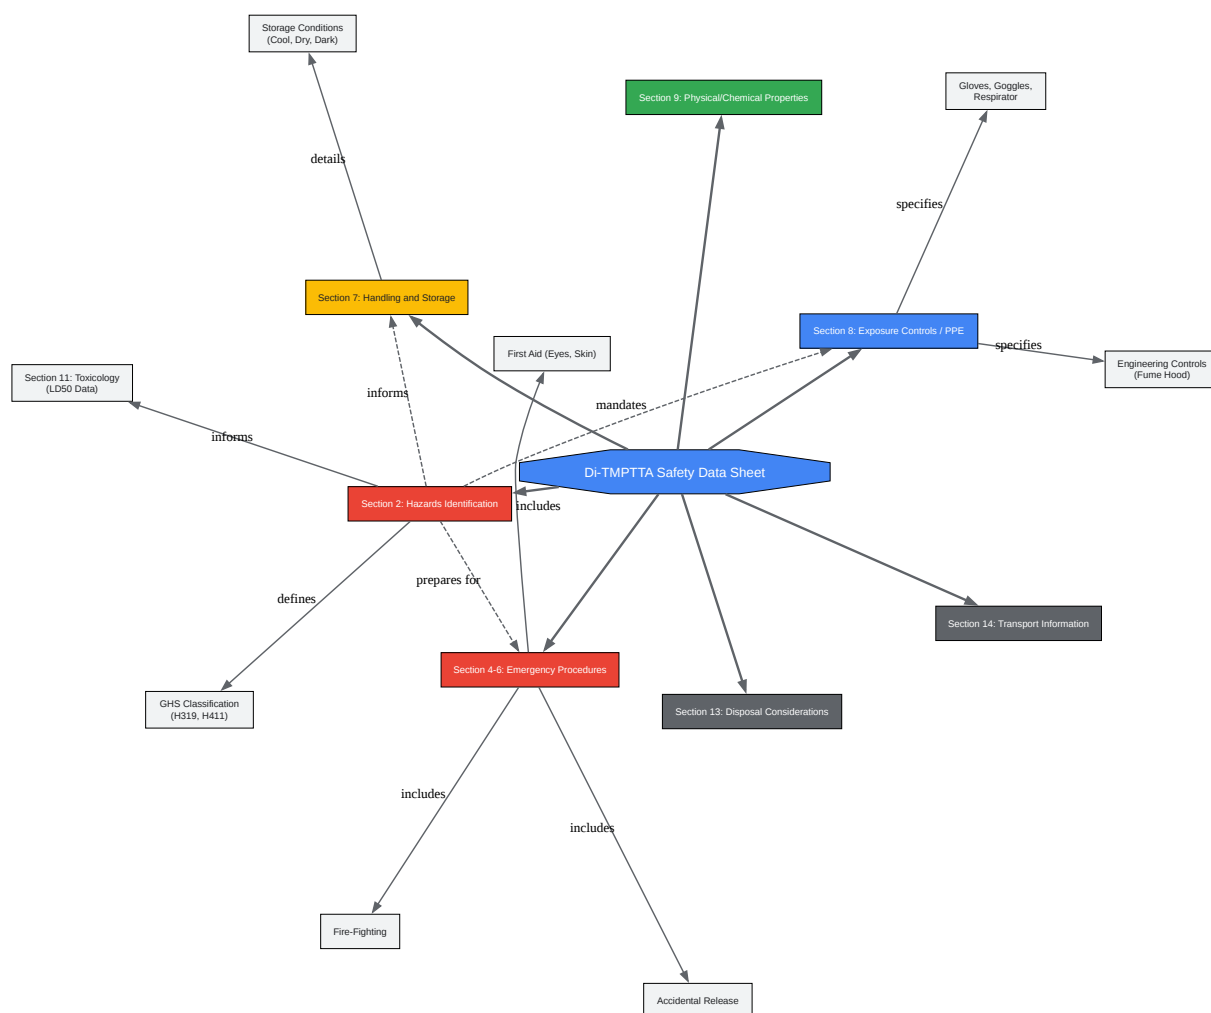 Storage Conditions
(Cool, Dry, Dark)
Section 9: Physical/Chemical Properties
Gloves, Goggles,
Respirator
details
specifies
Section 7: Handling and Storage
Section 8: Exposure Controls / PPE
specifies
First Aid (Eyes, Skin)
Engineering Controls
(Fume Hood)
Section 11: Toxicology
(LD50 Data)
informs
mandates
informs
Di-TMPTTA Safety Data Sheet
Section 2: Hazards Identification
includes
prepares for
defines
Section 14: Transport Information
Section 4-6: Emergency Procedures
GHS Classification
(H319, H411)
Section 13: Disposal Considerations
includes
includes
Fire-Fighting
Accidental Release